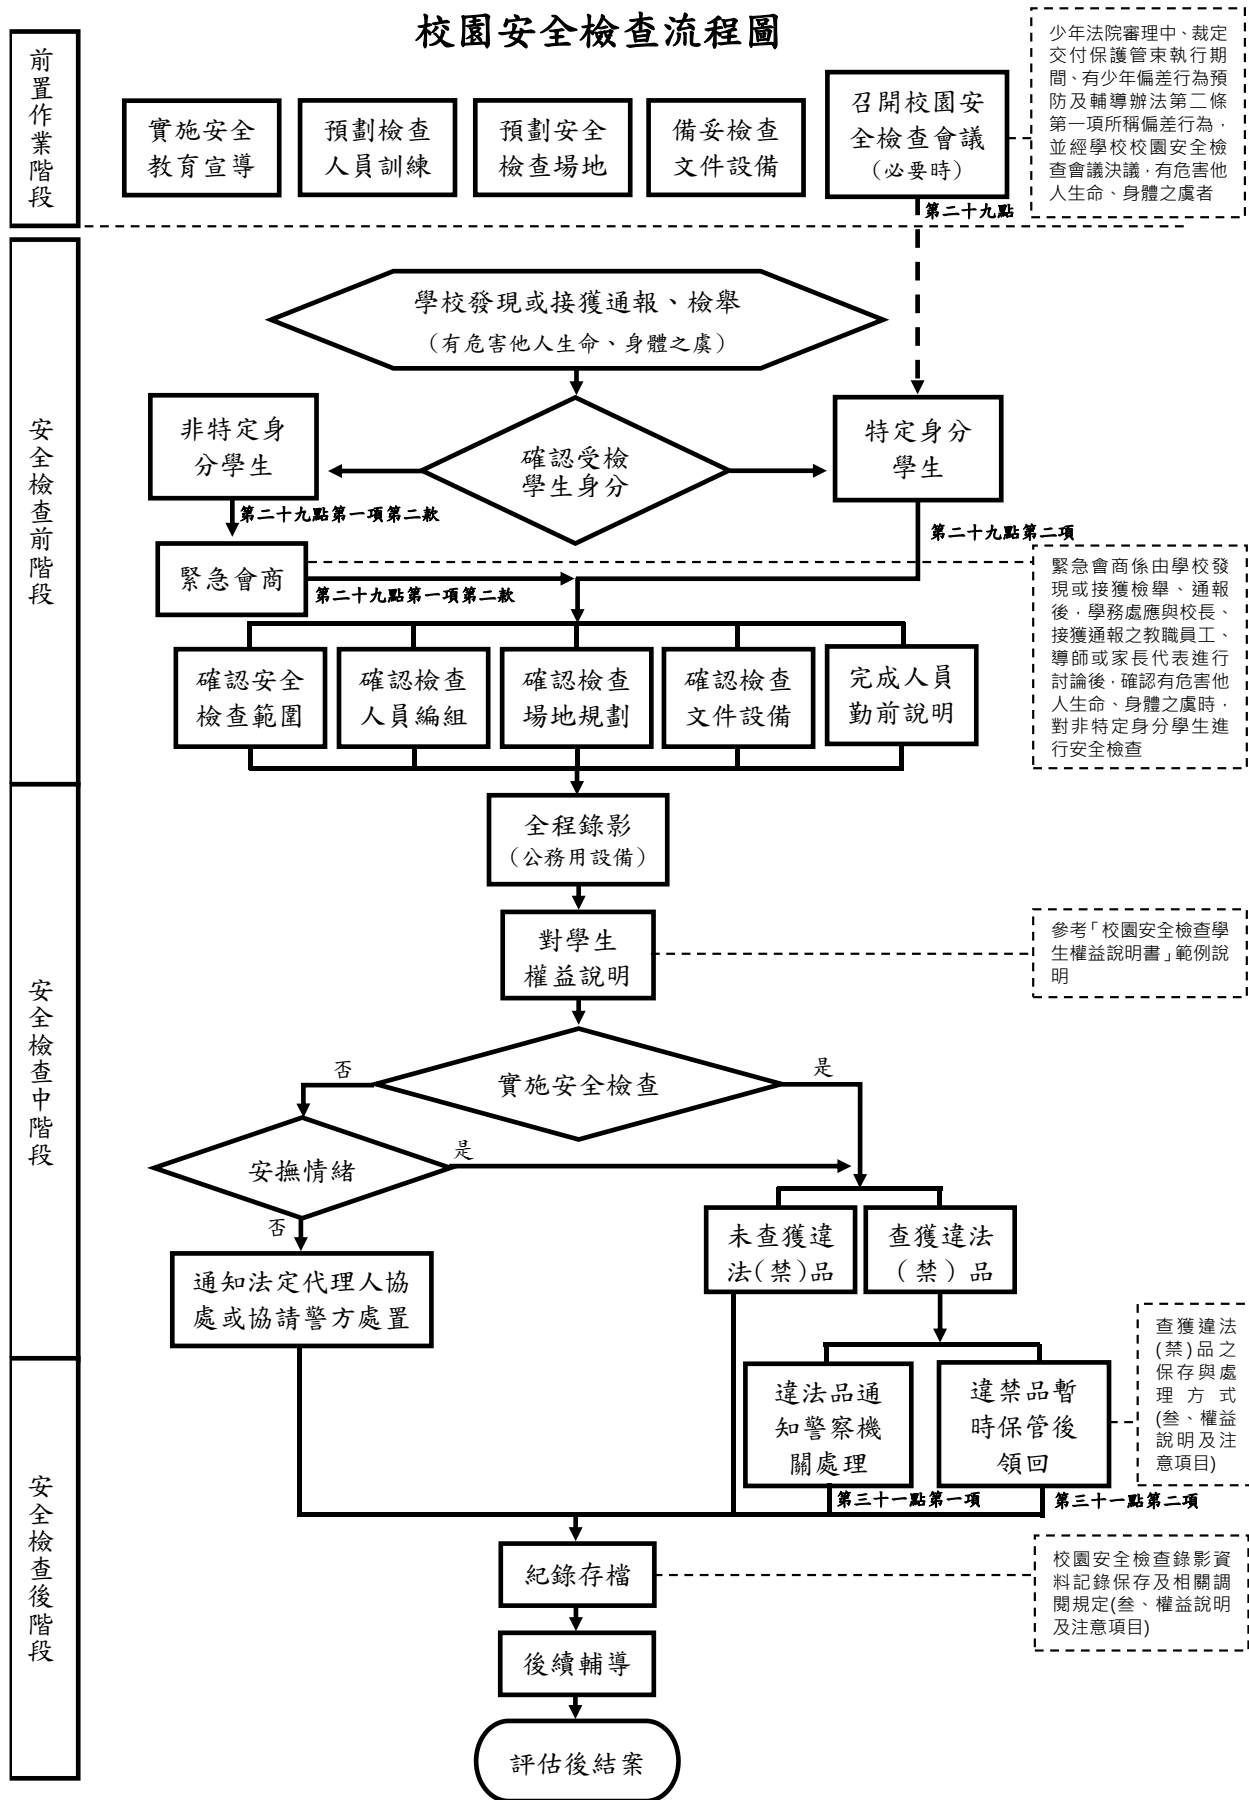 校園安全檢查流程圖
前置作業階段
實施安全
教育宣導
預劃檢查
人員訓練
預劃安全
檢查場地
備妥檢查
文件設備
召開校園安
全檢查會議
(必要時)
第二十九點
少年法院審理中、裁定
交付保護管束執行期
間、有少年偏差行為預
防及輔導辦法第二條
第一項所稱偏差行為，
並經學校校園安全檢
查會議決議，有危害他
人生命、身體之虞者
安全檢查前階段
學校發現或接獲通報、檢舉
(有危害他人生命、身體之虞)
非特定身
分學生
確認受檢
學生身分
特定身分
學生
第二十九點第一項第二款
第二十九點第二項
緊急會商
第二十九點第一項第二款
緊急會商係由學校發
現或接獲檢舉、通報
後，學務處應與校長、
接獲通報之教職員工、
導師或家長代表進行
討論後，確認有危害他
人生命、身體之虞時，
對非特定身分學生進
行安全檢查
確認安全
檢查範圍
確認檢查
人員編組
確認檢查
場地規劃
確認檢查
文件設備
完成人員
勤前說明
安全檢查中階段
全程錄影
(公務用設備)
對學生
權益說明
參考「校園安全檢查學
生權益說明書」範例說
明
實施安全檢查
否
是
安撫情緒
是
否
通知法定代理人協
處或協請警方處置
未查獲違
法(禁)品
查獲違法
(禁)品
安全檢查後階段
違法品通
知警察機
關處理
違禁品暫
時保管後
領回
查獲違法
(禁)品之
保存與處
理方式
(叁、權益
說明及注
意項目)
第三十一點第一項
第三十一點第二項
紀錄存檔
校園安全檢查錄影資
料記錄保存及相關調
閱規定(叁、權益說明
及注意項目)
後續輔導
評估後結案